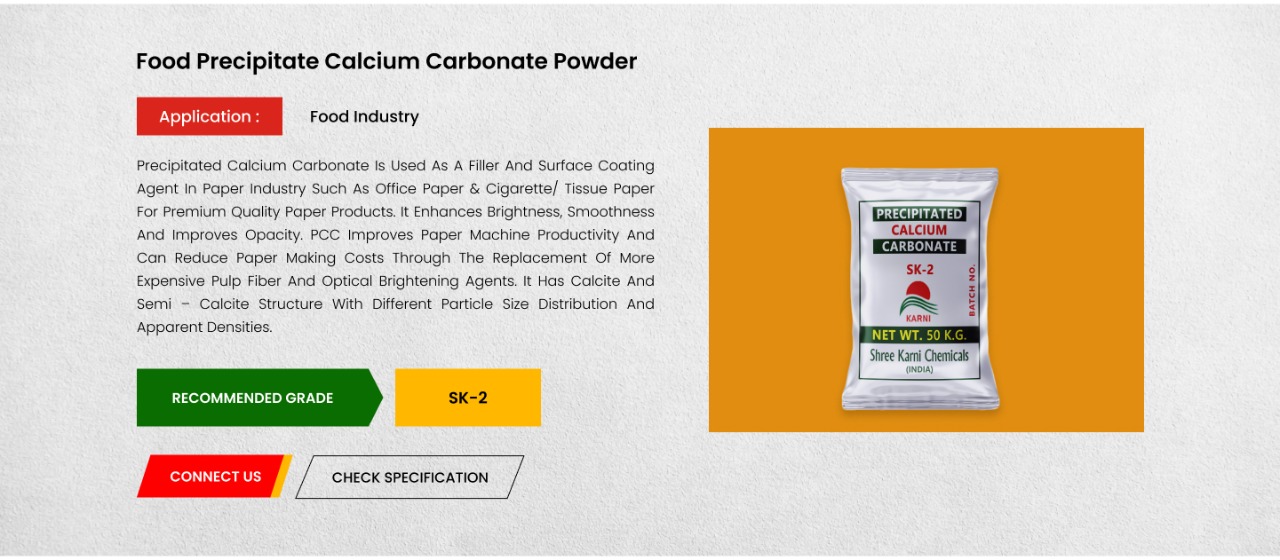 Food Precipitate Calcium Carbonate Powder
Application :
Food Industry
Precipitated Calcium Carbonate Is Used As A Filler And Surface Coating
Agent In Paper Industry Such As Office Paper & Cigarette/ Tissue Paper
For Premium Quality Paper Products. It Enhances Brightness, Smoothness
And Improves Opacity. PCC Improves Paper Machine Productivity And
Can Reduce Paper Making Costs Through The Replacement Of More
Expensive Pulp Fiber And Optical Brightening Agents. It Has Calcite And
Semi – Calcite Structure With Different Particle Size Distribution And
Apparent Densities.
RECOMMENDED GRADE
SK-2
CONNECT US
CHECK SPECIFICATION
PRECIPITATED
CALCIUM
CARBONATE
SK-2
BATCH NO.
KARNI
NET WT. 50 K.G.
Shree Karni Chemicals
(INDIA)